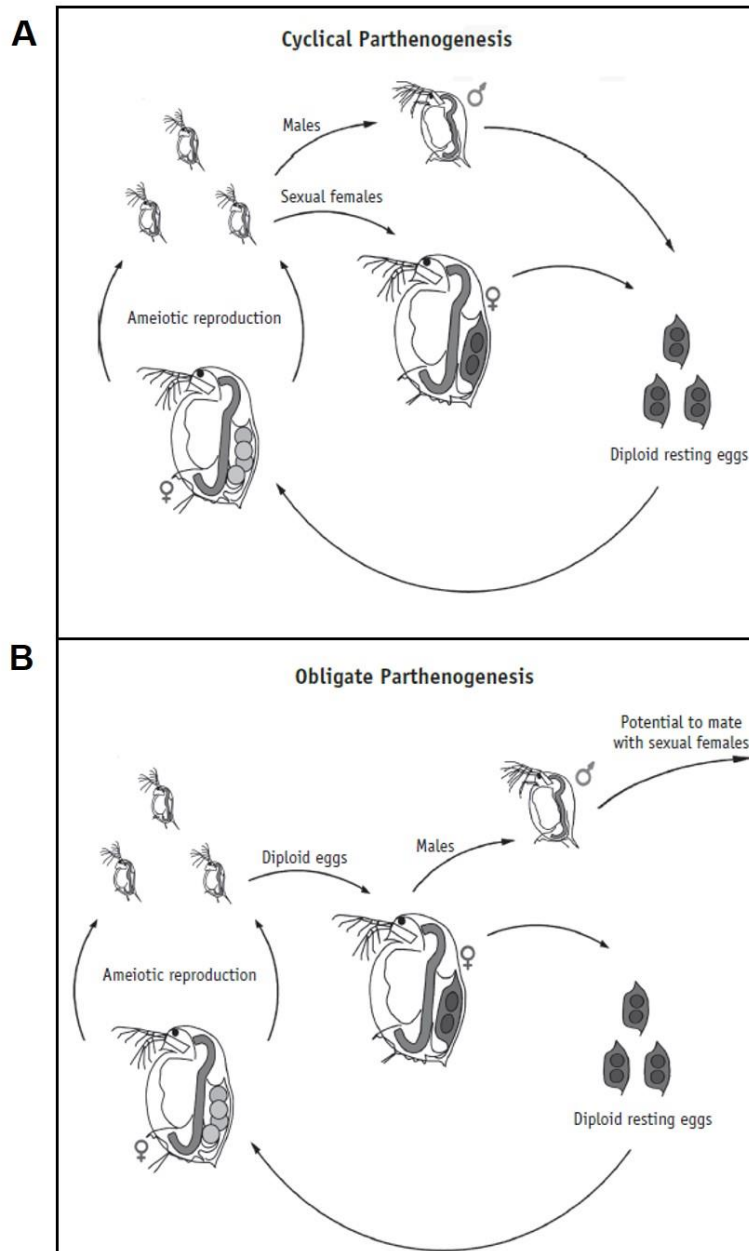 A
Cyclical Parthenogenesis
♂
Males
Sexual females
♀
Ameiotic reproduction
♀
Diploid resting eggs
B
Obligate Parthenogenesis
Potential to mate
with sexual females
♂
Males
Diploid eggs
♀
Ameiotic reproduction
♀
Diploid resting eggs